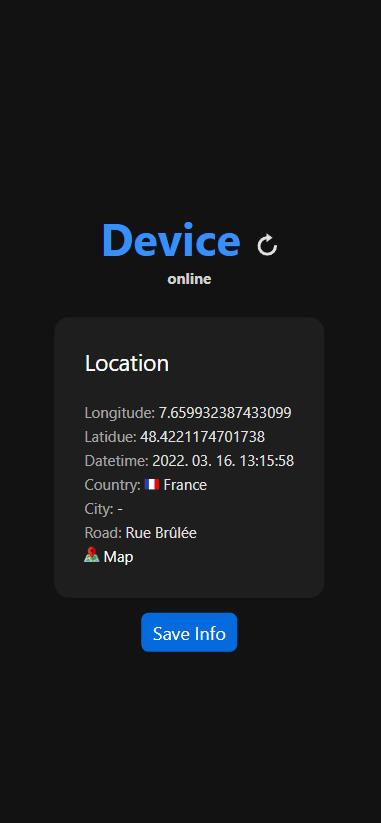 Device
online
Location
Longitude: 7.659932387433099
Latidue: 48.4221174701738
Datetime: 2022. 03. 16. 13:15:58
Country: 🇫🇷 France
City: -
Road: Rue Brûlée
Map
Save Info